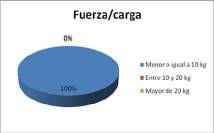 Fuerza/carga
0%
100%
Menor o igual a 10 kg
Entre 10 y 20 kg
Mayor de 20 kg